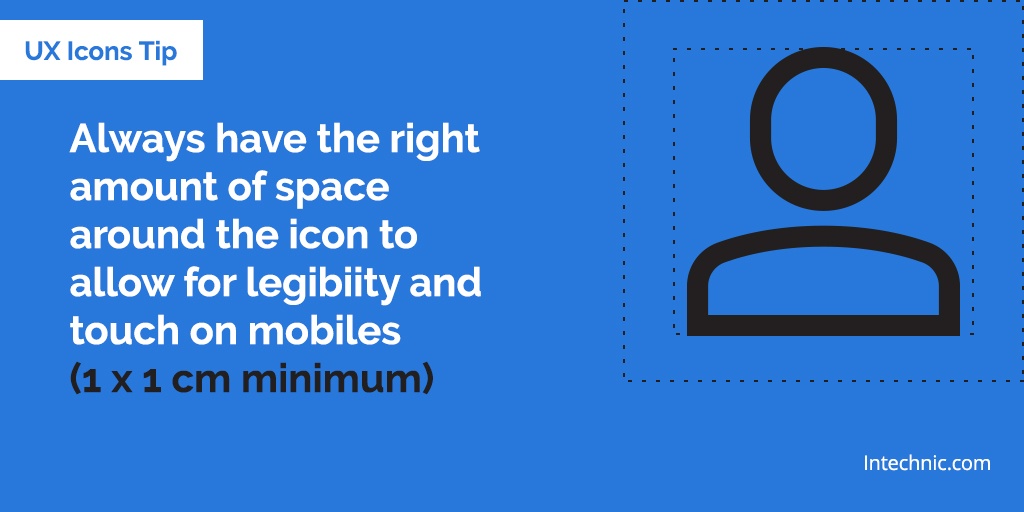 UX Icons Tip
Always have the right
amount of space
around the icon to
allow for legibiity and
touch on mobiles
(1 x 1 cm minimum)
Intechnic.com